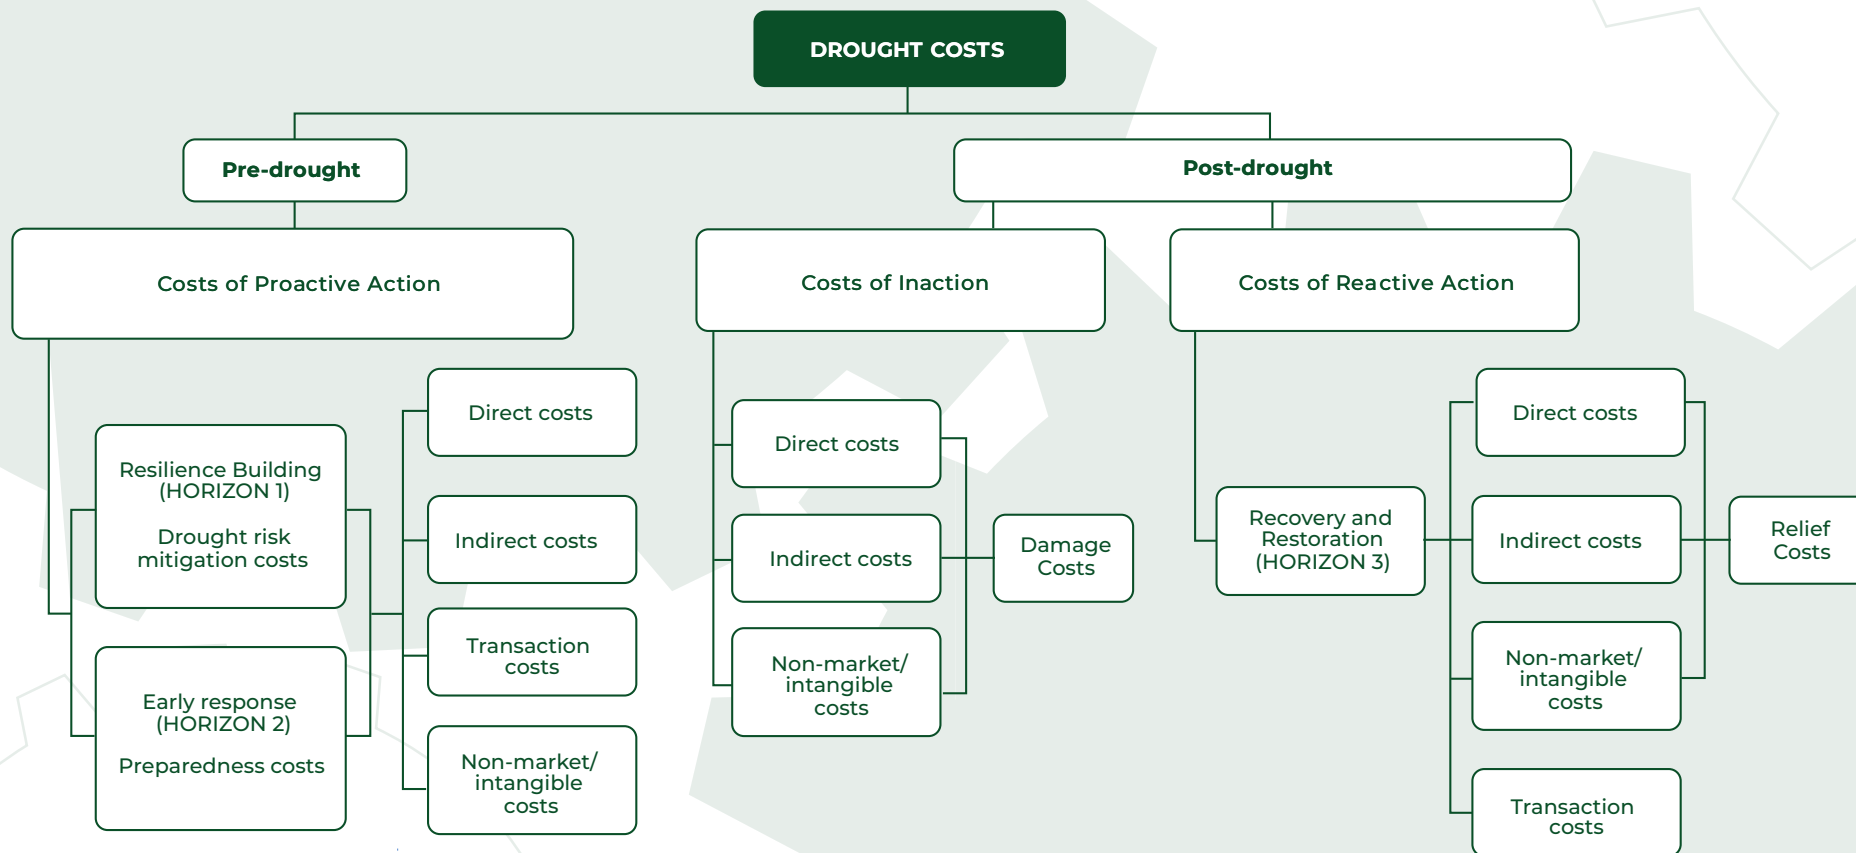 DROUGHT COSTS
Pre-drought
Post-drought
Costs of Proactive Action
Costs of Inaction
Costs of Reactive Action
Resilience Building
(HORIZON 1)
Drought risk
mitigation costs
Early response
(HORIZON 2)
Preparedness costs
Direct costs
Indirect costs
Transaction
costs
Non-market/
intangible
costs
Direct costs
Indirect costs
Non-market/
intangible
costs
Damage
Costs
Recovery and
Restoration
(HORIZON 3)
Direct costs
Indirect costs
Non-market/
intangible
costs
Transaction
costs
Relief
Costs